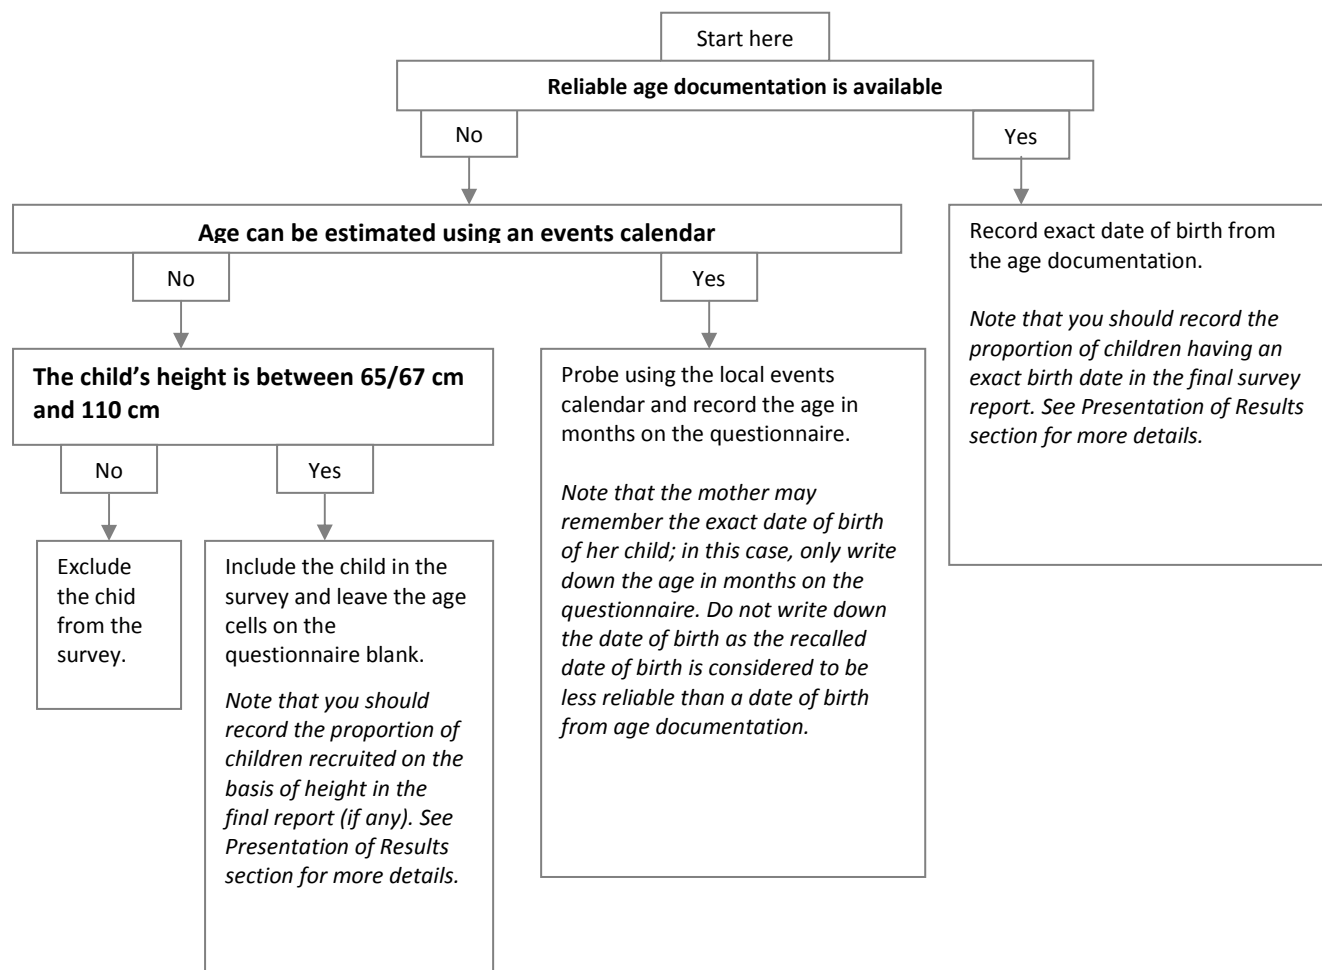 Start here
Reliable age documentation is available
No
Yes
Age can be estimated using an events calendar
No
Yes
Record exact date of birth from
the age documentation.
Note that you should record the
proportion of children having an
exact birth date in the final survey
report. See Presentation of Results
section for more details.
The child’s height is between 65/67 cm
and 110 cm
No
Yes
Probe using the local events
calendar and record the age in
months on the questionnaire.
Note that the mother may
remember the exact date of birth
of her child; in this case, only write
down the age in months on the
questionnaire. Do not write down
the date of birth as the recalled
date of birth is considered to be
less reliable than a date of birth
from age documentation.
Exclude
the chid
from the
survey.
Include the child in the
survey and leave the age
cells on the
questionnaire blank.
Note that you should
record the proportion of
children recruited on the
basis of height in the
final report (if any). See
Presentation of Results
section for more details.